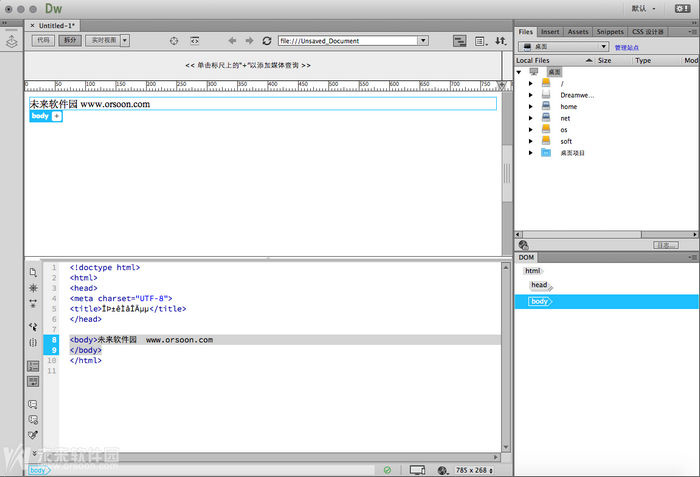 Dw
默认
Untitled-1*
代码 拆分 实时视图 file:///Unsaved_Document
<< 单击标尺上的"+"以添加媒体查询 >>
0 50 100 150 200 250 300 350 400 450 500 550 600 650 700 750
未来软件园 www.orsoon.com
body +
1 <!doctype html>
2 <html>
3 <head>
4 <meta charset="UTF-8">
5 <title>ÎÞ±êÌâÎÄµµ</title>
6 </head>
7
8 <body>未来软件园 www.orsoon.com
9 </body>
10 </html>
11
body
785 x 268
未来软件园
www.orsoon.com
Files Insert Assets Snippets CSS 设计器
桌面 管理站点
Local Files Size Type Mod
桌面
/
Dreamwe...
home
net
os
soft
桌面项目
日志...
DOM
html
head
body